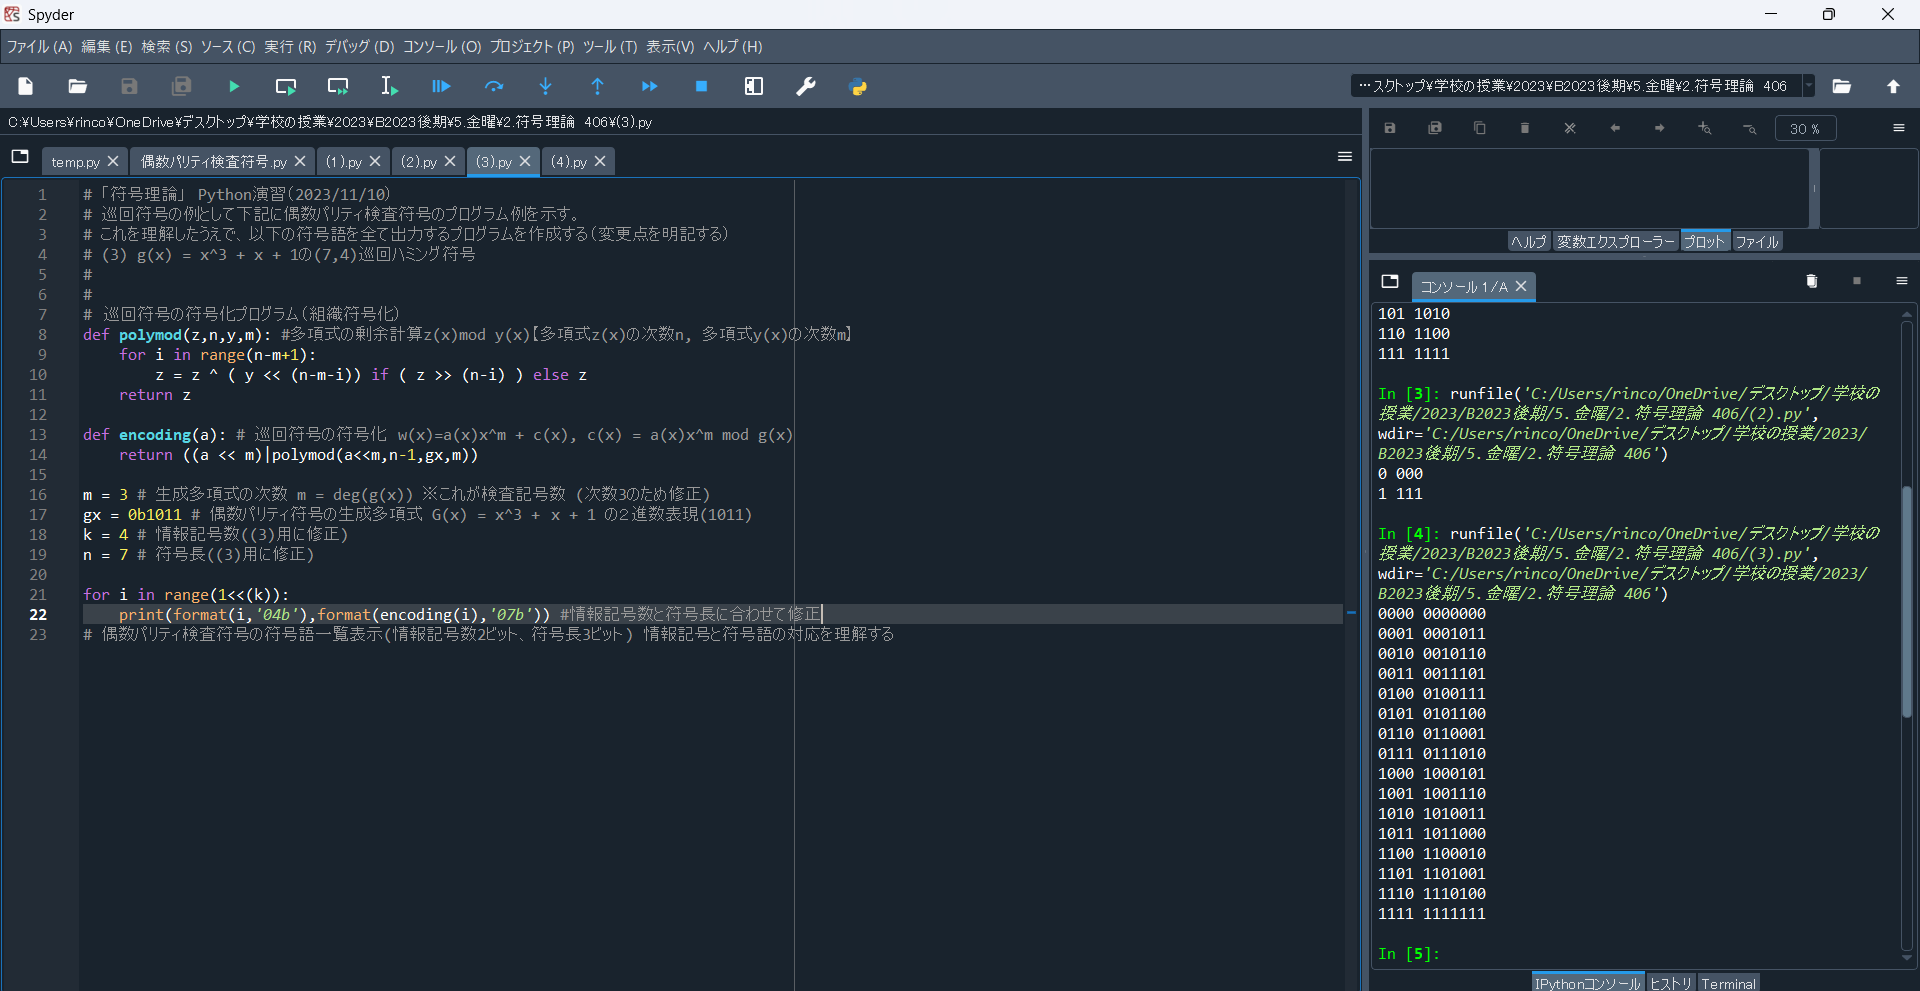 Spyder
ファイル (A) 編集 (E) 検索 (S) ソース (C) 実行 (R) デバッグ (D) コンソール (O) プロジェクト (P) ツール (T) 表示(V) ヘルプ (H)
…スクトップ¥学校の授業¥2023¥B2023後期¥5.金曜¥2.符号理論 406
C:¥Users¥rinco¥OneDrive¥デスクトップ¥学校の授業¥2023¥B2023後期¥5.金曜¥2.符号理論 406¥(3).py
temp.py 偶数パリティ検査符号.py (1).py (2).py (3).py (4).py
1 #「符号理論」 Python演習(2023/11/10)
2 # 巡回符号の例として下記に偶数パリティ検査符号のプログラム例を示す。
3 # これを理解したうえで、以下の符号語を全て出力するプログラムを作成する(変更点を明記する)
4 # (3) g(x) = x^3 + x + 1の(7,4)巡回ハミング符号
5 #
6 #
7 # 巡回符号の符号化プログラム(組織符号化)
8 def polymod(z,n,y,m): #多項式の剰余計算z(x)mod y(x)【多項式z(x)の次数n, 多項式y(x)の次数m】
9 for i in range(n-m+1):
10 z = z ^ ( y << (n-m-i)) if ( z >> (n-i) ) else z
11 return z
12
13 def encoding(a): # 巡回符号の符号化 w(x)=a(x)x^m + c(x), c(x) = a(x)x^m mod g(x)
14 return ((a << m)|polymod(a<<m,n-1,gx,m))
15
16 m = 3 # 生成多項式の次数 m = deg(g(x)) ※これが検査記号数 (次数3のため修正)
17 gx = 0b1011 # 偶数パリティ符号の生成多項式 G(x) = x^3 + x + 1 の２進数表現(1011)
18 k = 4 # 情報記号数((3)用に修正)
19 n = 7 # 符号長((3)用に修正)
20
21 for i in range(1<<(k)):
22 print(format(i,'04b'),format(encoding(i),'07b')) #情報記号数と符号長に合わせて修正
23 # 偶数パリティ検査符号の符号語一覧表示(情報記号数2ビット、符号長3ビット) 情報記号と符号語の対応を理解する
30 %
ヘルプ 変数エクスプローラー プロット ファイル
コンソール 1/A
101 1010
110 1100
111 1111
In [3]: runfile('C:/Users/rinco/OneDrive/デスクトップ/学校の
授業/2023/B2023後期/5.金曜/2.符号理論 406/(2).py',
wdir='C:/Users/rinco/OneDrive/デスクトップ/学校の授業/2023/
B2023後期/5.金曜/2.符号理論 406')
0 000
1 111
In [4]: runfile('C:/Users/rinco/OneDrive/デスクトップ/学校の
授業/2023/B2023後期/5.金曜/2.符号理論 406/(3).py',
wdir='C:/Users/rinco/OneDrive/デスクトップ/学校の授業/2023/
B2023後期/5.金曜/2.符号理論 406')
0000 0000000
0001 0001011
0010 0010110
0011 0011101
0100 0100111
0101 0101100
0110 0110001
0111 0111010
1000 1000101
1001 1001110
1010 1010011
1011 1011000
1100 1100010
1101 1101001
1110 1110100
1111 1111111
In [5]:
IPythonコンソール ヒストリ Terminal